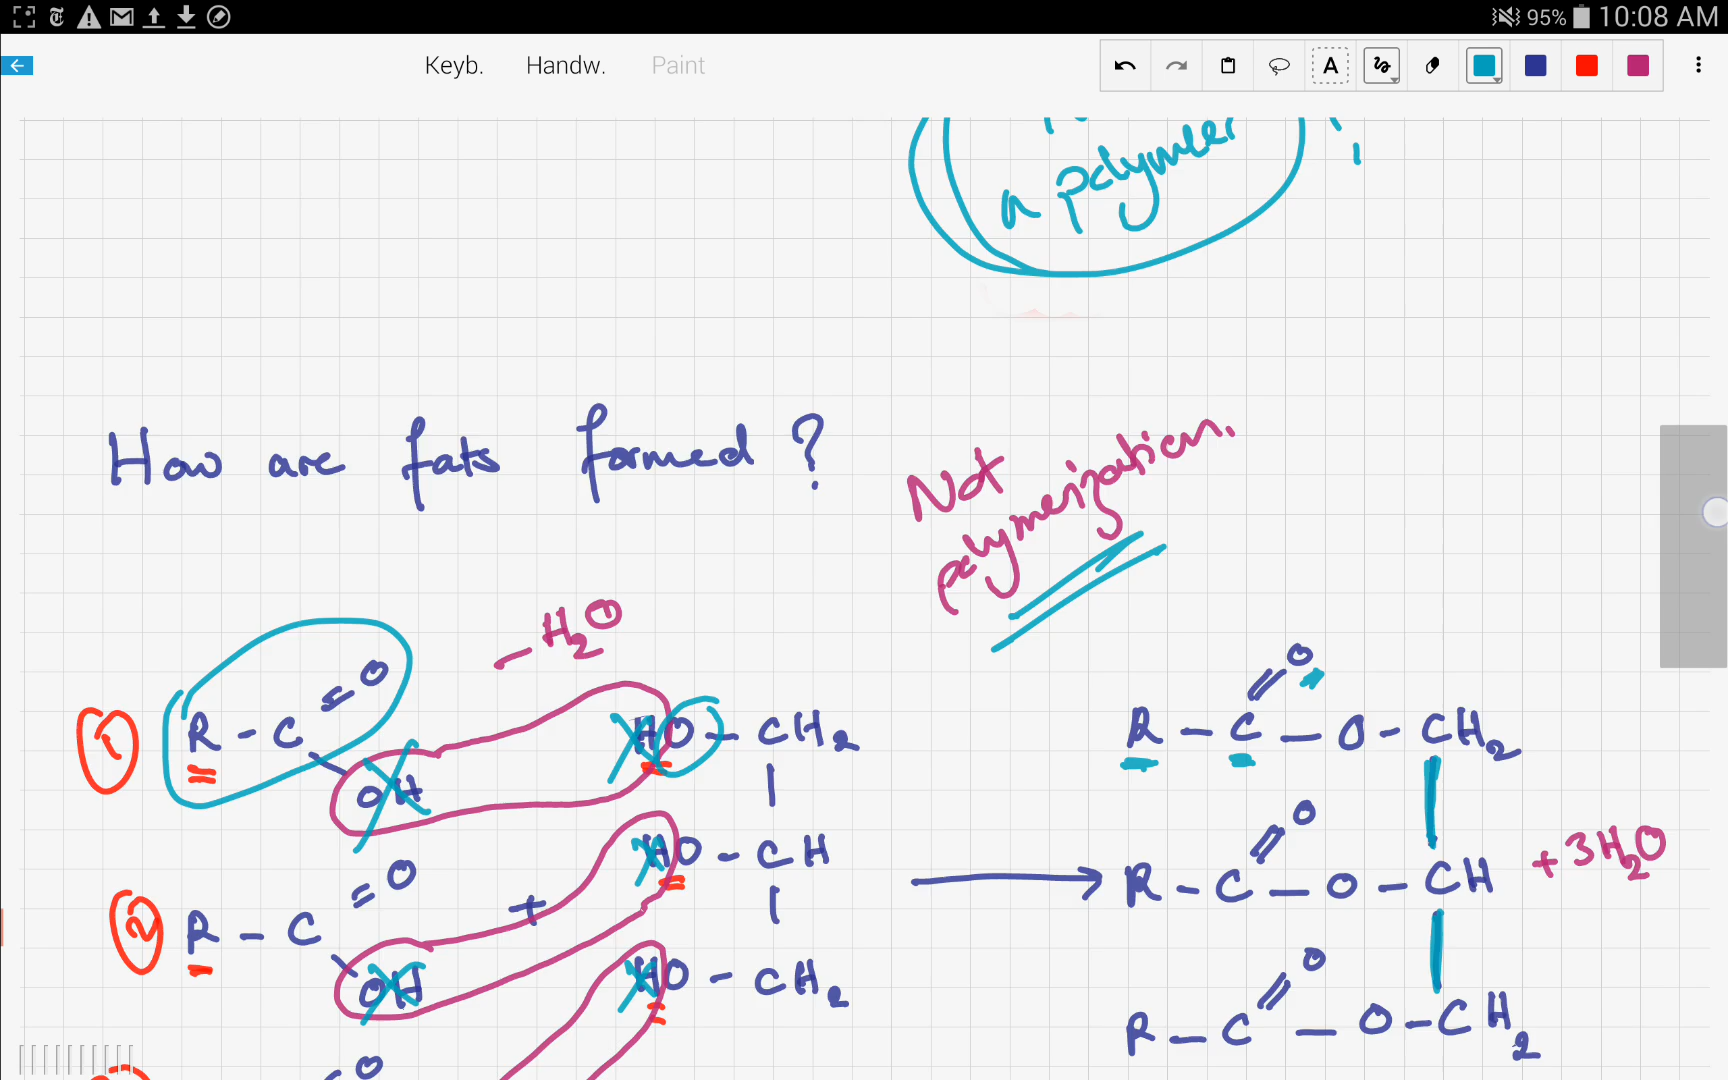 95% 10:08 AM
Keyb. Handw. Paint
A
a polymer
How are fats formed ?
Not
polymerization.
- H2O
1 R - C = O
OH
HO - CH2
2 R - C = O
OH
+
HO - CH
HO - CH2
O
R - C - O - CH2
O
R - C - O - CH
O
+ 3H2O
R - C - O - CH2
O